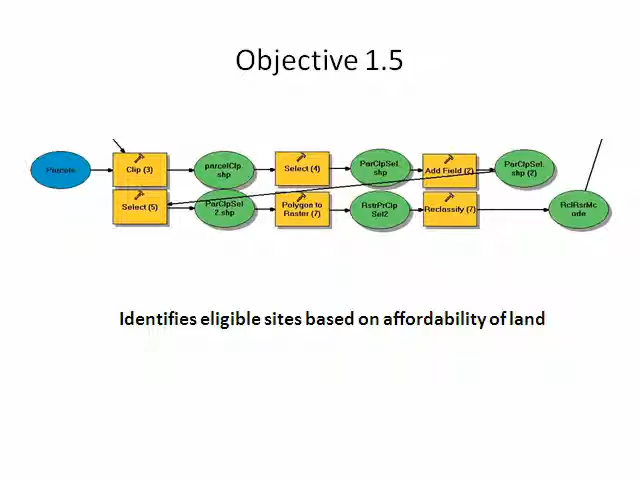 Objective 1.5
Parcels
Clip (3)
parcelClp.
shp
Select (4)
ParClpSel.
shp
Add Field (2)
ParClpSel.
shp (2)
Select (5)
ParClpSel
2.shp
Polygon to
Raster (7)
RstrPrClp
Sel2
Reclassify (7)
RclRsrMc
ode
Identifies eligible sites based on affordability of land